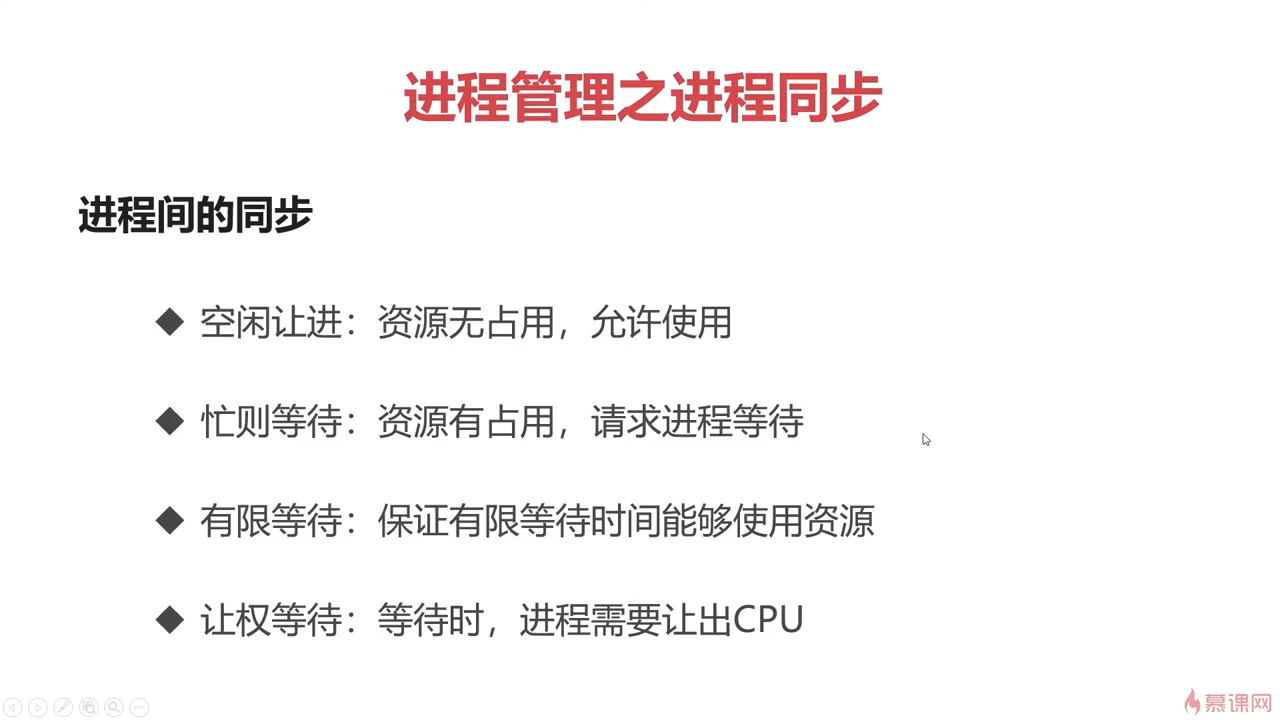 进程管理之进程同步
进程间的同步
◆ 空闲让进：资源无占用，允许使用
◆ 忙则等待：资源有占用，请求进程等待
◆ 有限等待：保证有限等待时间能够使用资源
◆ 让权等待：等待时，进程需要让出CPU
慕课网